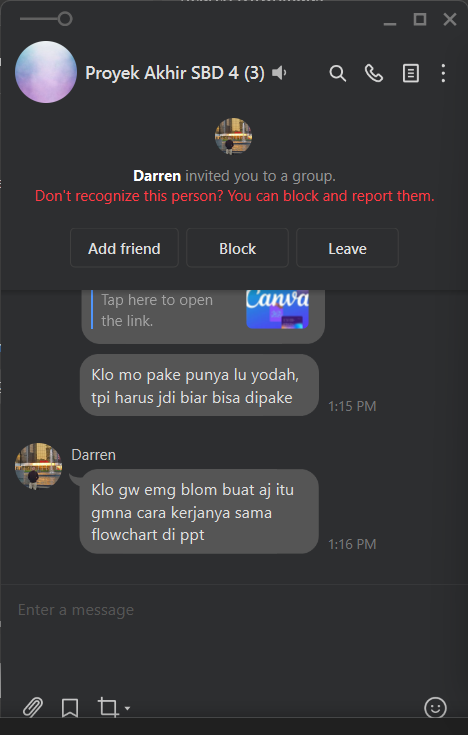 Proyek Akhir SBD 4 (3)
Darren invited you to a group.
Don't recognize this person? You can block and report them.
Add friend
Block
Leave
Tap here to open
the link.
Canva
Klo mo pake punya lu yodah,
tpi harus jdi biar bisa dipake
1:15 PM
Darren
Klo gw emg blom buat aj itu
gmna cara kerjanya sama
flowchart di ppt
1:16 PM
Enter a message